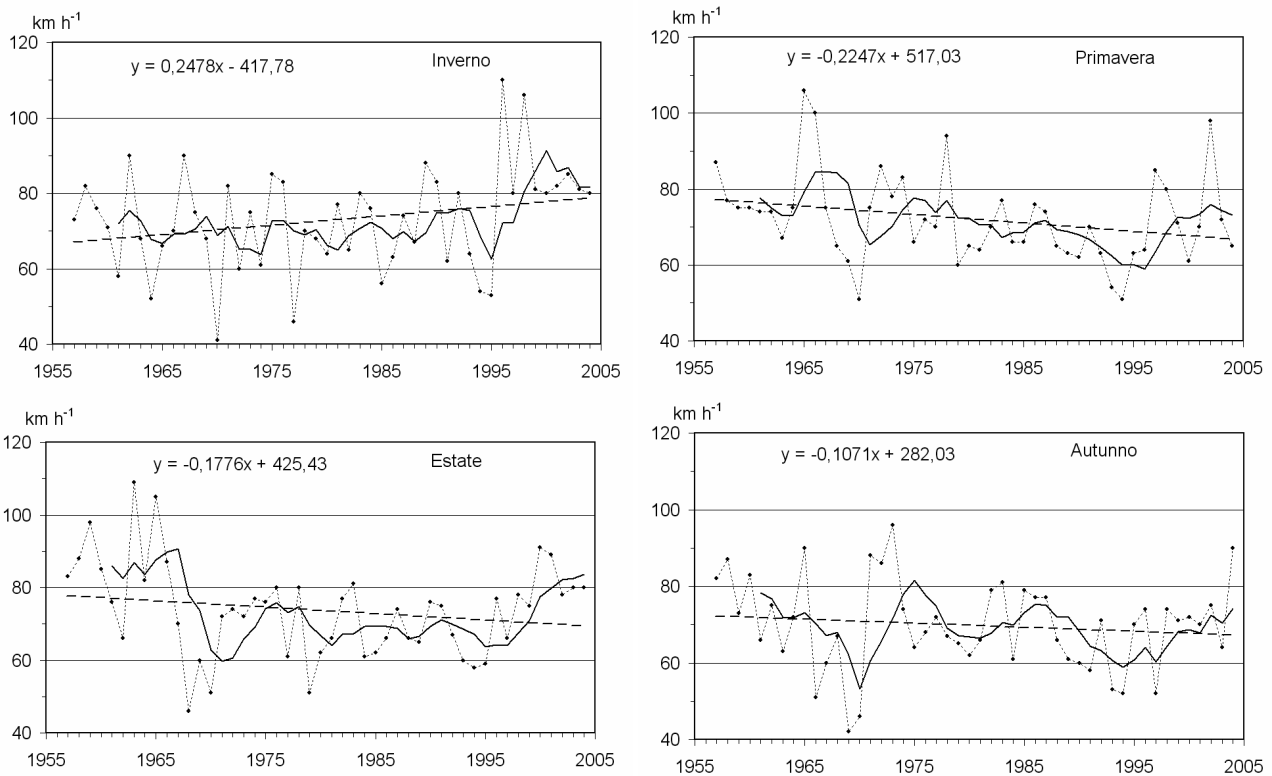 km h-1
120
100
80
60
40
y = 0,2478x - 417,78
Inverno
1955 1965 1975 1985 1995 2005
km h-1
120
100
80
60
40
y = -0,2247x + 517,03
Primavera
1955 1965 1975 1985 1995 2005
km h-1
120
100
80
60
40
y = -0,1776x + 425,43
Estate
1955 1965 1975 1985 1995 2005
km h-1
120
100
80
60
40
y = -0,1071x + 282,03
Autunno
1955 1965 1975 1985 1995 2005